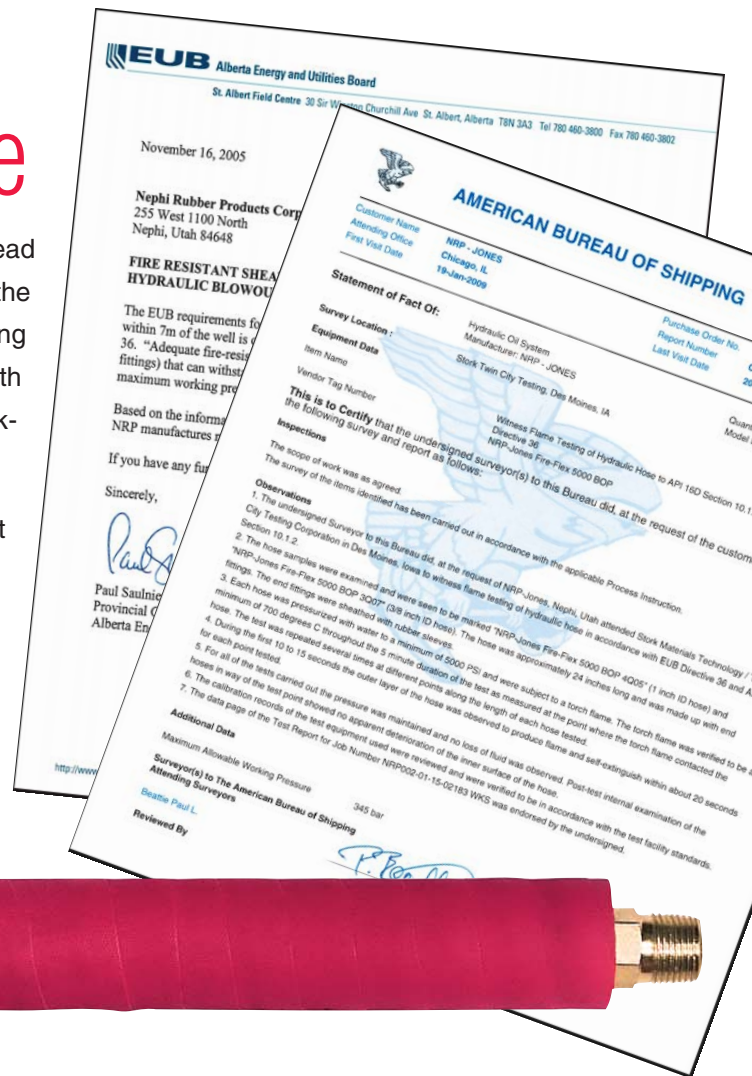 e
ead
the
ing
th
k-
t
EUB Alberta Energy and Utilities Board
St. Albert Field Centre 30 Sir Winston Churchill Ave St. Albert, Alberta T8N 3A3 Tel 780 460-3800 Fax 780 460-3802
November 16, 2005
Nephi Rubber Products Corp
255 West 1100 North
Nephi, Utah 84648
FIRE RESISTANT SHEA
HYDRAULIC BLOWOU
The EUB requirements fo
within 7m of the well is
36. “Adequate fire-resis
fittings) that can withsta
maximum working pre
Based on the informa
NRP manufactures
If you have any fur
Sincerely,
Paul Saulnie
Provincial
Alberta En
http://www
AMERICAN BUREAU OF SHIPPING
Customer Name NRP - JONES
Attending Office Chicago, IL
First Visit Date 19-Jan-2009
Purchase Order No.
Report Number
Last Visit Date 20
Statement of Fact Of: Hydraulic Oil System
Manufacturer: NRP - JONES
Survey Location : Stork Twin City Testing, Des Moines, IA
Equipment Data
Quan
Model
Item Name Witness Flame Testing of Hydraulic Hose to API 16D Section 10.1.
Directive 36
Vendor Tag Number NRP-Jones Fire-Flex 5000 BOP
This is to Certify that the undersigned surveyor(s) to this Bureau did, at the request of the custom
the following survey and report as follows:
Inspections
The scope of work was as agreed.
The survey of the items identified has been carried out in accordance with the applicable Process Instruction.
Observations
1. The undersigned Surveyor to this Bureau did, at the request of NRP-Jones, Nephi, Utah attended Stork Materials Technology /
City Testing Corporation in Des Moines, Iowa to witness flame testing of hydraulic hose in accordance with EUB Directive 36 and A
Section 10.1.2.
2. The hose samples were examined and were seen to be marked "NRP-Jones Fire-Flex 5000 BOP 4Q05" (1 inch ID hose) and
"NRP-Jones Fire-Flex 5000 BOP 3Q07" (3/8 inch ID hose). The hose was approximately 24 inches long and was made up with end
fittings. The end fittings were sheathed with rubber sleeves.
3. Each hose was pressurized with water to a minimum of 5000 PSI and were subject to a torch flame. The torch flame was verified to be a
minimum of 700 degrees C throughout the 5 minute duration of the test as measured at the point where the torch flame contacted the
hose. The test was repeated several times at different points along the length of each hose tested.
4. During the first 10 to 15 seconds the outer layer of the hose was observed to produce flame and self-extinguish within about 20 seconds
for each point tested.
5. For all of the tests carried out the pressure was maintained and no loss of fluid was observed. Post-test internal examination of the
hoses in way of the test point showed no apparent deterioration of the inner surface of the hose.
6. The calibration records of the test equipment used were reviewed and were verified to be in accordance with the test facility standards.
7. The data page of the Test Report for Job Number NRP002-01-15-02183 WKS was endorsed by the undersigned.
Additional Data
Maximum Allowable Working Pressure 345 bar
Surveyor(s) to The American Bureau of Shipping
Attending Surveyors
Beattie Paul L.
Reviewed By